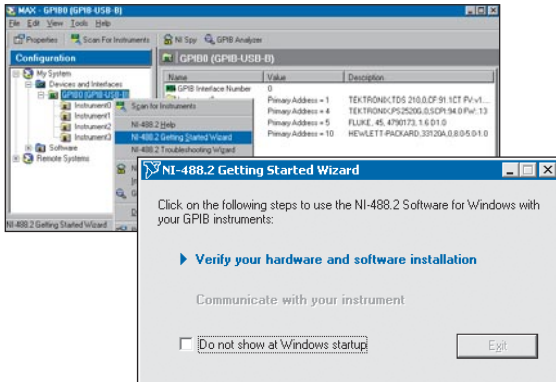 MAX - GPIB0 (GPIB-USB-B)
File Edit View Tools Help
Properties Scan For Instruments NI Spy GPIB Analyzer
Configuration
GPIB0 (GPIB-USB-B)
My System
Devices and Interfaces
GPIB0 (GPIB-USB-B)
Instrument0
Instrument1
Instrument2
Instrument3
Software
Remote Systems
Scan for Instruments
NI-488.2 Help
NI-488.2 Getting Started Wizard
NI-488.2 Troubleshooting Wizard
Name Value Description
GPIB Interface Number 0
Primary Address = 1 TEKTRONIX,TDS 210,0,CF:91.1CT FV:v1....
Primary Address = 4 TEKTRONIX,PS2520G,0,SCPI:94.0 FW:.13
Primary Address = 5 FLUKE, 45, 4790173, 1.6 D1.0
Primary Address = 10 HEWLETT-PACKARD,33120A,0,8.0-5.0-1.0
NI-488.2 Getting Started Wizard
NI-488.2 Getting Started Wizard
Click on the following steps to use the NI-488.2 Software for Windows with
your GPIB instruments:
Verify your hardware and software installation
Communicate with your instrument
Do not show at Windows startup
Exit